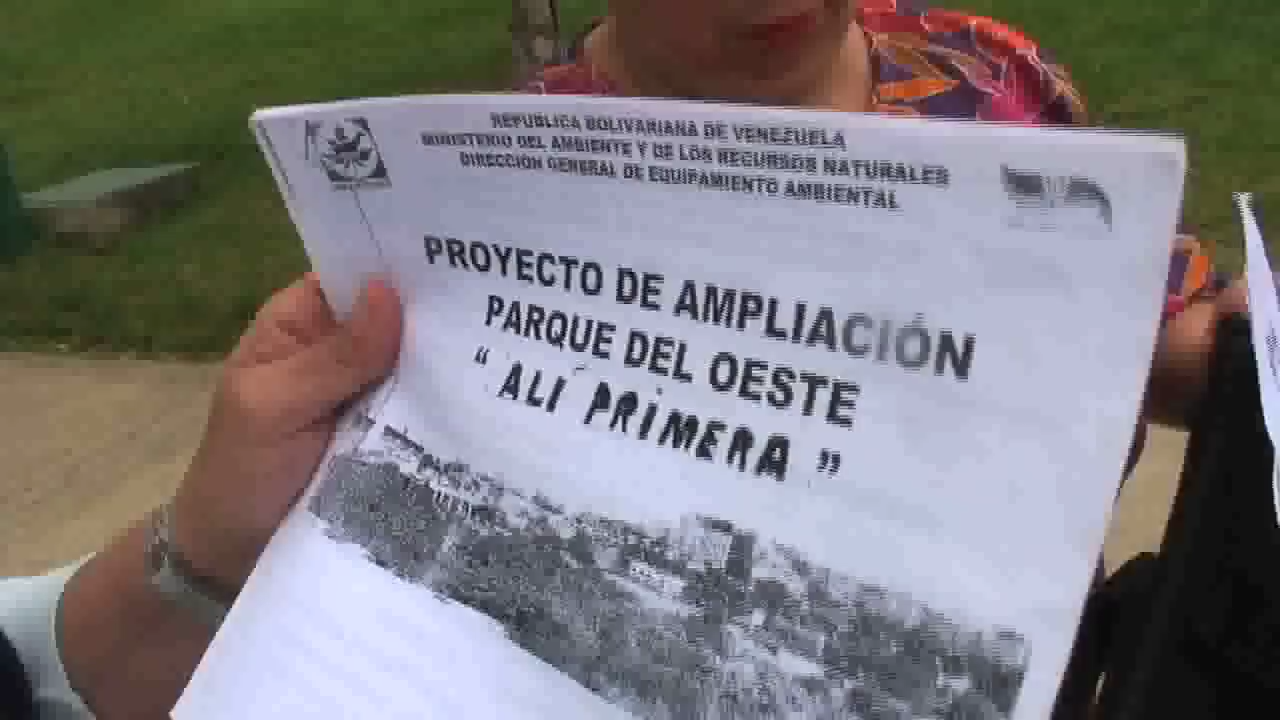 REPUBLICA BOLIVARIANA DE VENEZUELA
MINISTERIO DEL AMBIENTE Y DE LOS RECURSOS NATURALES
DIRECCION GENERAL DE EQUIPAMIENTO AMBIENTAL
PROYECTO DE AMPLIACIÓN
PARQUE DEL OESTE
“ ALÍ PRIMERA ”